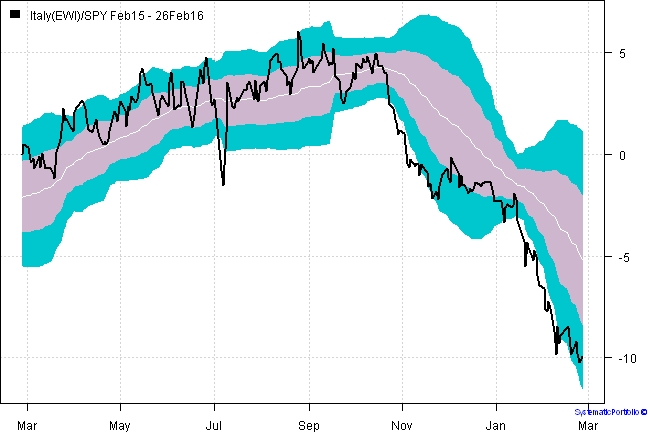 Italy(EWI)/SPY Feb15 - 26Feb16
5
0
-5
-10
SystematicPortfolio ©
Mar May Jul Sep Nov Jan Mar